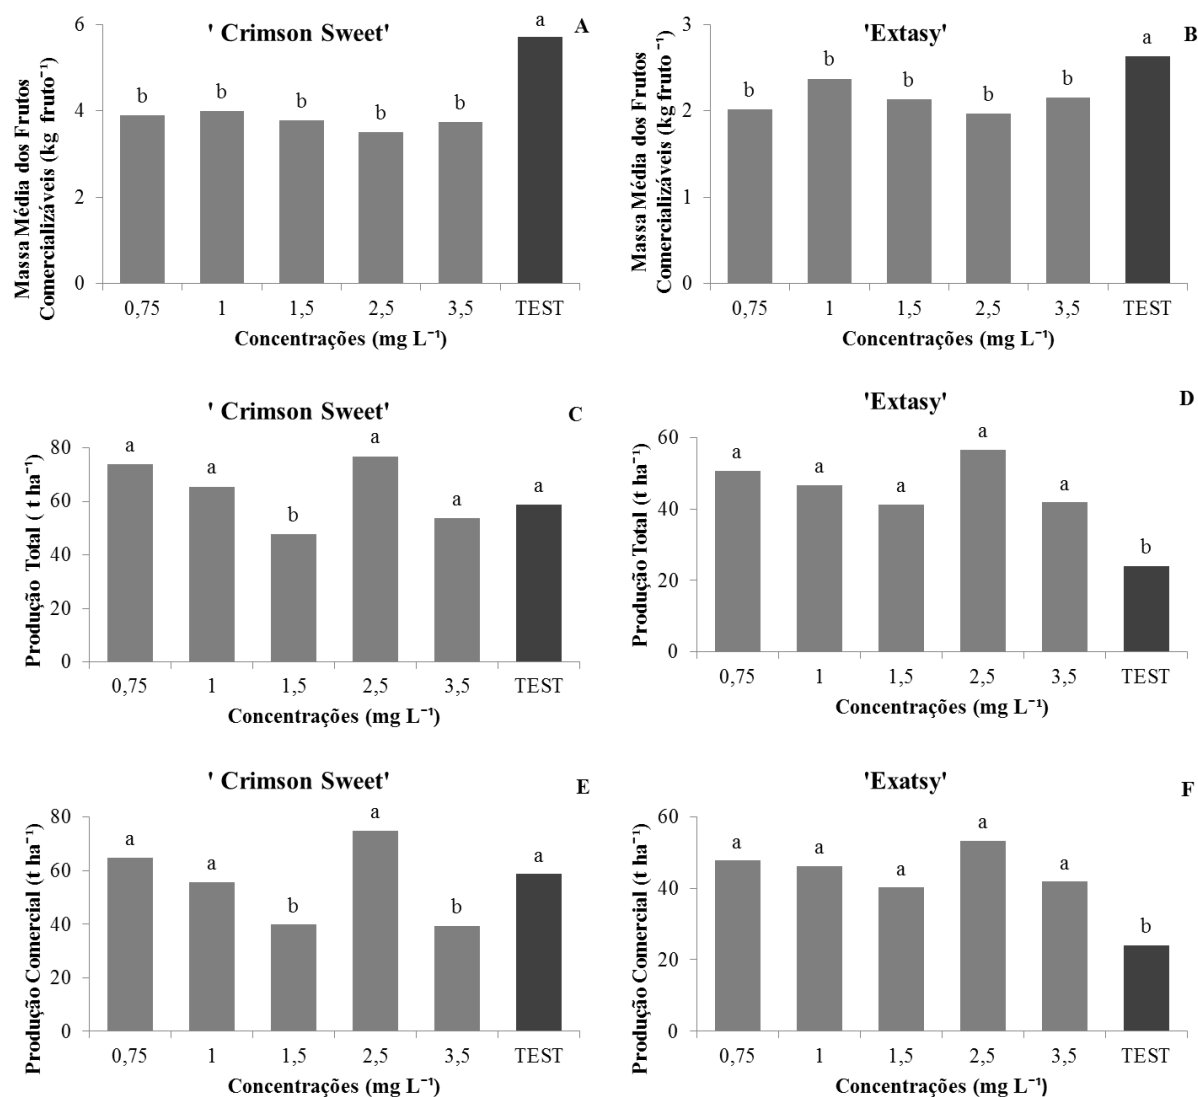 ' Crimson Sweet'
A
Massa Média dos Frutos
Comercializáveis (kg fruto⁻¹)
6
4
2
0
b
b
b
b
b
a
0,75
1
1,5
2,5
3,5
TEST
Concentrações (mg L⁻¹)
'Extasy'
B
Massa Média dos Frutos
Comercializáveis (kg fruto ⁻¹)
3
2
1
0
b
b
b
b
b
a
0,75
1
1,5
2,5
3,5
TEST
Concentrações (mg L⁻¹)
' Crimson Sweet'
C
Produção Total ( t ha⁻¹)
80
60
40
20
0
a
a
b
a
a
a
0,75
1
1,5
2,5
3,5
TEST
Concentrações (mg L⁻¹)
'Extasy'
D
Produção Total (t ha⁻¹)
60
40
20
0
a
a
a
a
a
b
0,75
1
1,5
2,5
3,5
TEST
Concentrações (mg L⁻¹)
' Crimson Sweet'
E
Produção Comercial (t ha⁻¹)
80
60
40
20
0
a
a
b
a
b
a
0,75
1
1,5
2,5
3,5
TEST
Concentrações (mg L⁻¹)
'Exatsy'
F
Produção Comercial (t ha⁻¹)
60
40
20
0
a
a
a
a
a
b
0,75
1
1,5
2,5
3,5
TEST
Concentrações (mg L⁻¹)